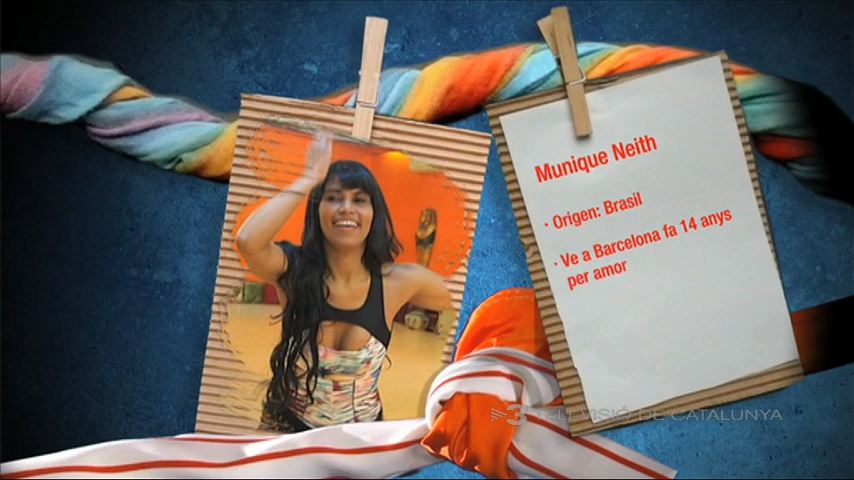 Munique Neith
· Origen: Brasil
· Ve a Barcelona fa 14 anys
per amor
3 TELEVISIÓ DE CATALUNYA